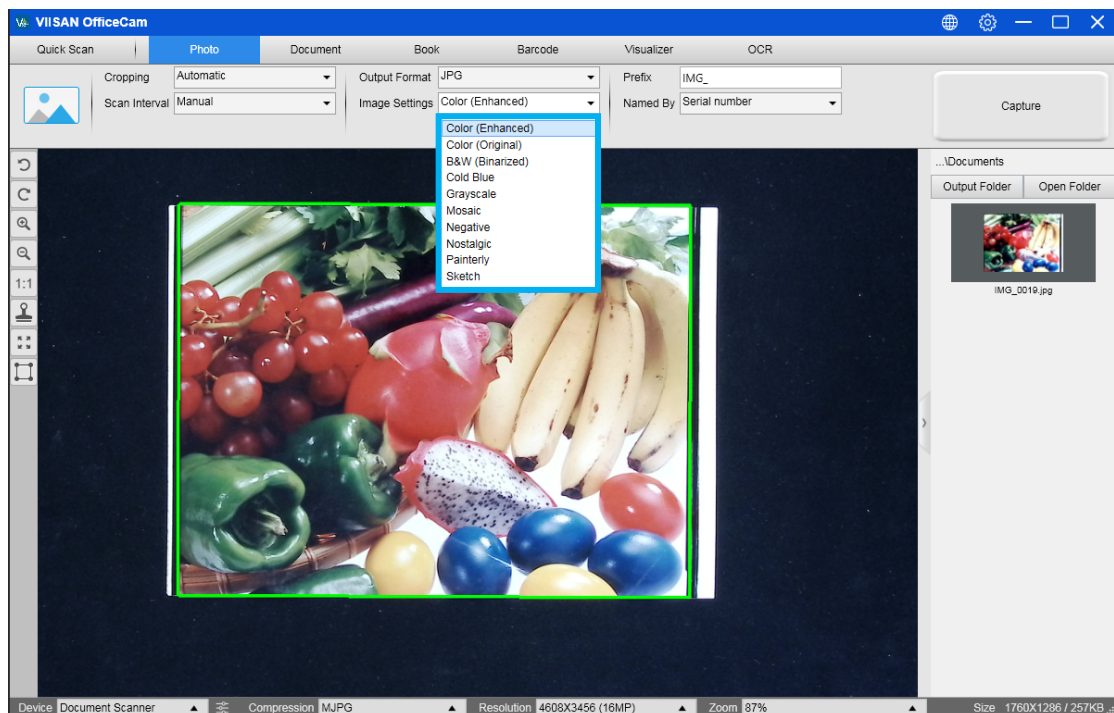 VIISAN OfficeCam
Quick Scan
Photo
Document
Book
Barcode
Visualizer
OCR
Cropping
Automatic
Output Format
JPG
Prefix
IMG_
Scan Interval
Manual
Image Settings
Color (Enhanced)
Named By
Serial number
Capture
Color (Enhanced)
Color (Original)
B&W (Binarized)
Cold Blue
Grayscale
Mosaic
Negative
Nostalgic
Painterly
Sketch
1:1
...\Documents
Output Folder
Open Folder
IMG_0019.jpg
Device
Document Scanner
Compression
MJPG
Resolution
4608X3456 (16MP)
Zoom
87%
Size 1760X1286 / 257KB